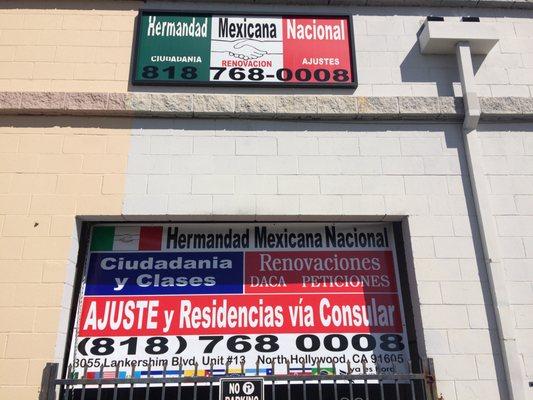 Hermandad Mexicana Nacional
CIUDADANIA RENOVACION AJUSTES
818 768-0008
Hermandad Mexicana Nacional
Ciudadania y Clases
Renovaciones
DACA PETICIONES
AJUSTE y Residencias vía Consular
(818) 768 0008
Lankershim Blvd, Unit #13 North Hollywood, CA 91605
NO
PARKING